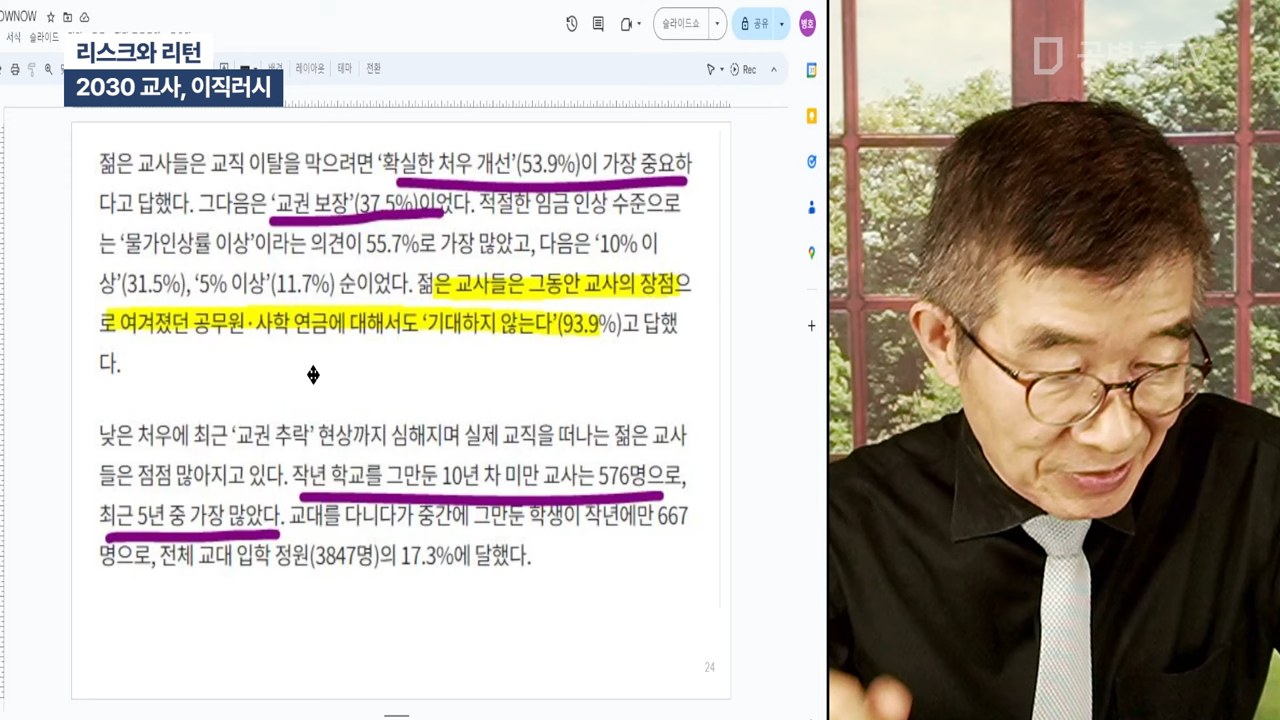 OWNOW
서식
슬라이드
슬라이드쇼
공유
병호
리스크와 리턴
2030 교사, 이직러시
레이아웃
테마
전환
Rec
공병호TV
젊은 교사들은 교직 이탈을 막으려면 ‘확실한 처우 개선’(53.9%)이 가장 중요하
다고 답했다. 그다음은 ‘교권 보장’(37.5%)이었다. 적절한 임금 인상 수준으로
는 ‘물가인상률 이상’이라는 의견이 55.7%로 가장 많았고, 다음은 ‘10% 이
상’(31.5%), ‘5% 이상’(11.7%) 순이었다. 젊은 교사들은 그동안 교사의 장점으
로 여겨졌던 공무원·사학 연금에 대해서도 ‘기대하지 않는다’(93.9%)고 답했
다.
낮은 처우에 최근 ‘교권 추락’ 현상까지 심해지며 실제 교직을 떠나는 젊은 교사
들은 점점 많아지고 있다. 작년 학교를 그만둔 10년 차 미만 교사는 576명으로,
최근 5년 중 가장 많았다. 교대를 다니다가 중간에 그만둔 학생이 작년에만 667
명으로, 전체 교대 입학 정원(3847명)의 17.3%에 달했다.
24